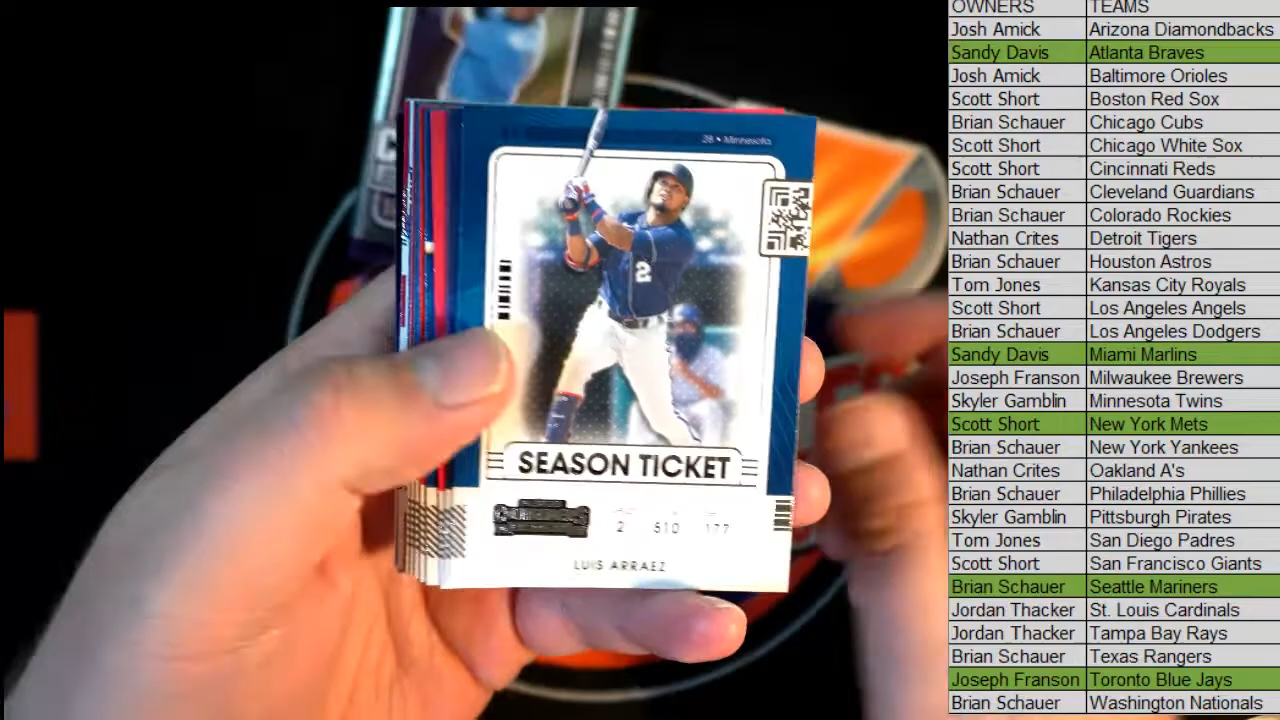 28 • Minnesota
2
SEASON TICKET
2 510 177
LUIS ARRAEZ
OWNERS TEAMS
Josh Amick Arizona Diamondbacks
Sandy Davis Atlanta Braves
Josh Amick Baltimore Orioles
Scott Short Boston Red Sox
Brian Schauer Chicago Cubs
Scott Short Chicago White Sox
Scott Short Cincinnati Reds
Brian Schauer Cleveland Guardians
Brian Schauer Colorado Rockies
Nathan Crites Detroit Tigers
Brian Schauer Houston Astros
Tom Jones Kansas City Royals
Scott Short Los Angeles Angels
Brian Schauer Los Angeles Dodgers
Sandy Davis Miami Marlins
Joseph Franson Milwaukee Brewers
Skyler Gamblin Minnesota Twins
Scott Short New York Mets
Brian Schauer New York Yankees
Nathan Crites Oakland A's
Brian Schauer Philadelphia Phillies
Skyler Gamblin Pittsburgh Pirates
Tom Jones San Diego Padres
Scott Short San Francisco Giants
Brian Schauer Seattle Mariners
Jordan Thacker St. Louis Cardinals
Jordan Thacker Tampa Bay Rays
Brian Schauer Texas Rangers
Joseph Franson Toronto Blue Jays
Brian Schauer Washington Nationals